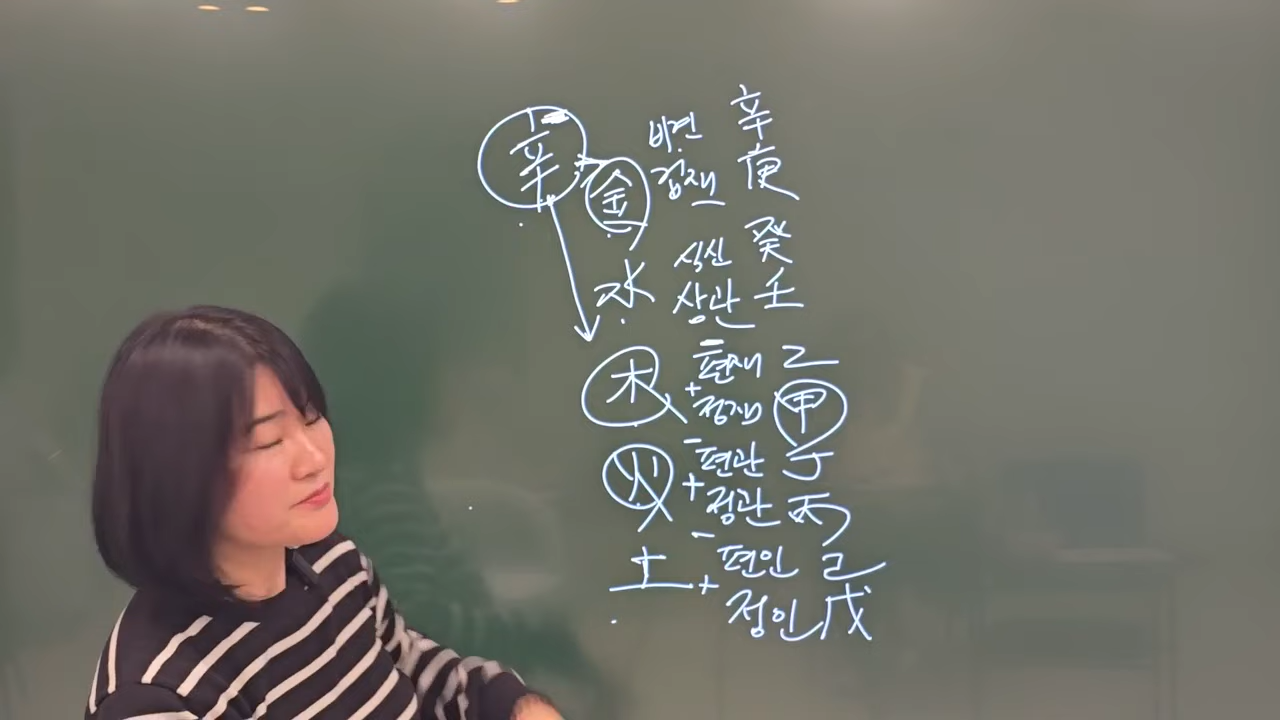 辛
金
비견 辛
겁재 庚
水
식신 癸
상관 壬
木
- 편재 乙
+ 정재 甲
火
- 편관 丁
+ 정관 丙
土
- 편인 己
+ 정인 戊